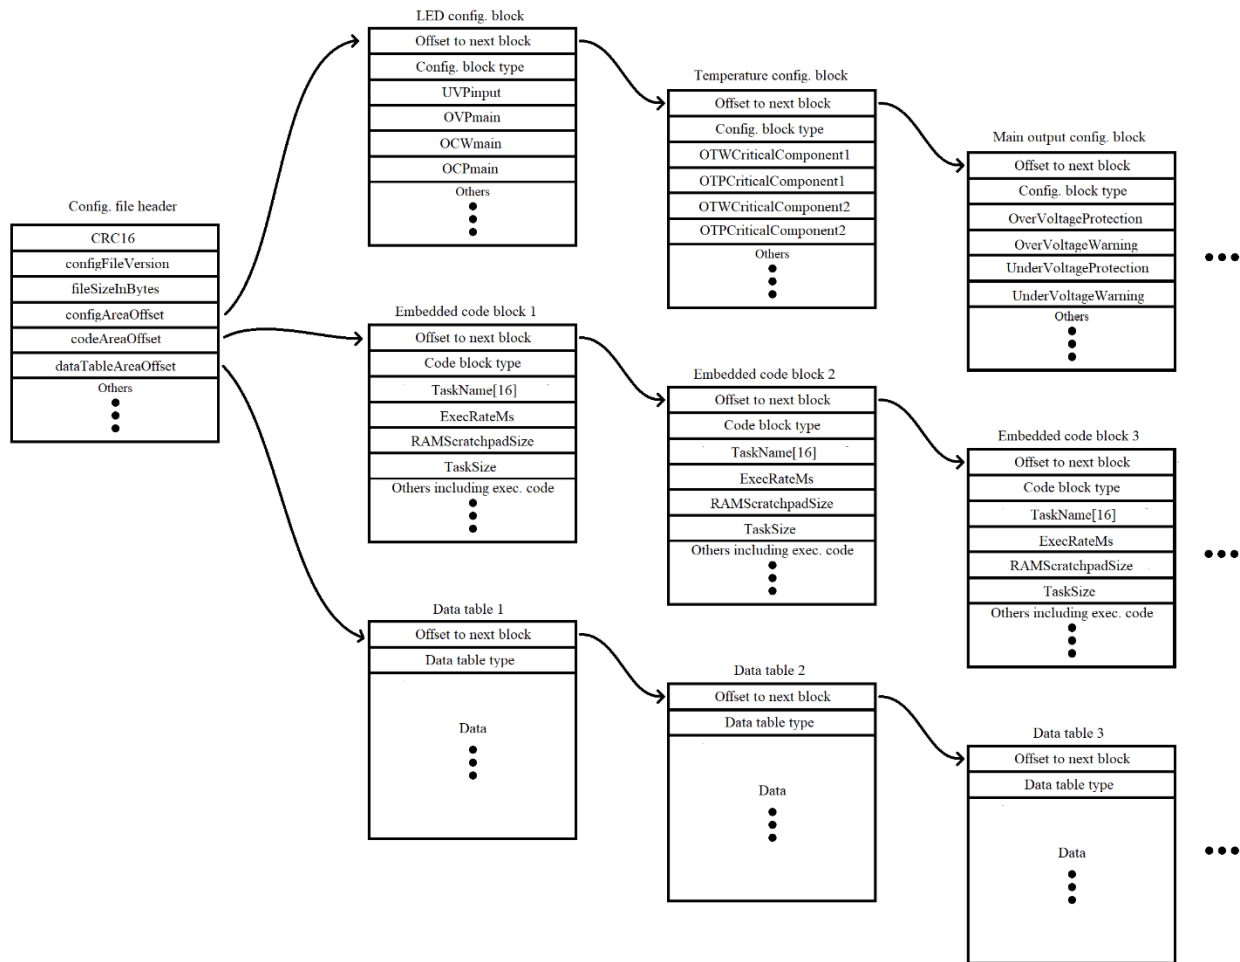 LED config. block
Offset to next block
Config. block type
UVPinput
OVPmain
OCWmain
OCPmain
Others
Temperature config. block
Offset to next block
Config. block type
OTWCriticalComponent1
OTPCriticalComponent1
OTWCriticalComponent2
OTPCriticalComponent2
Others
Main output config. block
Offset to next block
Config. block type
OverVoltageProtection
OverVoltageWarning
UnderVoltageProtection
UnderVoltageWarning
Others
Config. file header
CRC16
configFileVersion
fileSizeInBytes
configAreaOffset
codeAreaOffset
dataTableAreaOffset
Others
Embedded code block 1
Offset to next block
Code block type
TaskName[16]
ExecRateMs
RAMScratchpadSize
TaskSize
Others including exec. code
Embedded code block 2
Offset to next block
Code block type
TaskName[16]
ExecRateMs
RAMScratchpadSize
TaskSize
Others including exec. code
Embedded code block 3
Offset to next block
Code block type
TaskName[16]
ExecRateMs
RAMScratchpadSize
TaskSize
Others including exec. code
Data table 1
Offset to next block
Data table type
Data
Data table 2
Offset to next block
Data table type
Data
Data table 3
Offset to next block
Data table type
Data